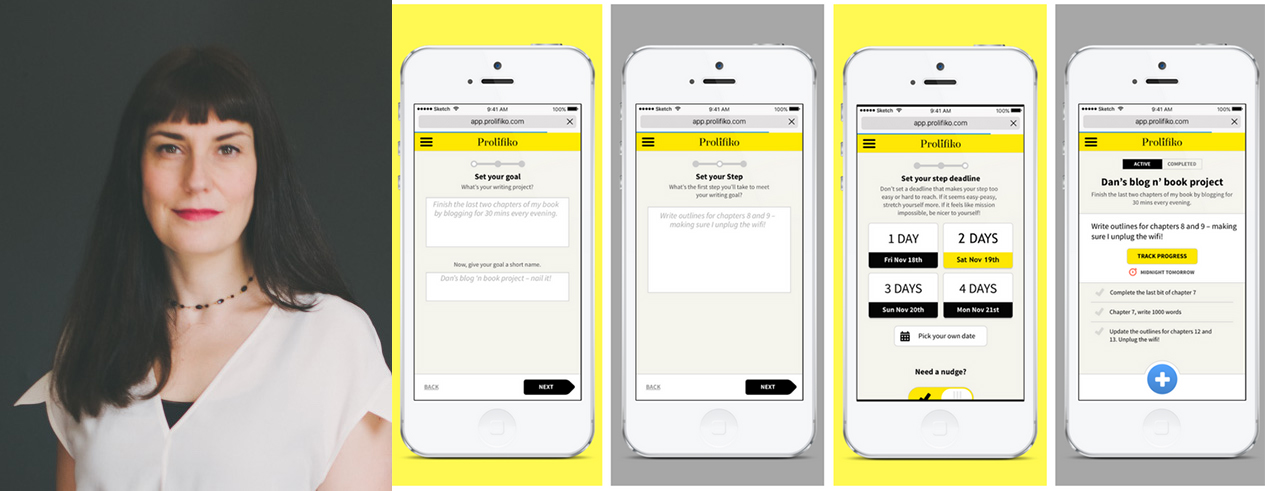 ●●●●● Sketch 9:41 AM 100%
app.prolifiko.com
Prolifiko
Set your goal
What's your writing project?
Finish the last two chapters of my book
by blogging for 30 mins every evening.
Now, give your goal a short name.
Dan's blog 'n book project – nail it!
BACK NEXT
●●●●● Sketch 9:41 AM 100%
app.prolifiko.com
Prolifiko
Set your Step
What's the first step you'll take to meet
your writing goal?
Write outlines for chapters 8 and 9 –
making sure I unplug the wifi!
BACK NEXT
●●●●● Sketch 9:41 AM 100%
app.prolifiko.com
Prolifiko
Set your step deadline
Don't set a deadline that makes your step too
easy or hard to reach. If it seems easy-peasy,
stretch yourself more. If it feels like mission
impossible, be nicer to yourself!
1 DAY 2 DAYS
Fri Nov 18th Sat Nov 19th
3 DAYS 4 DAYS
Sun Nov 20th Mon Nov 21st
Pick your own date
Need a nudge?
●●●●● Sketch 9:41 AM 100%
app.prolifiko.com
Prolifiko
ACTIVE COMPLETED
Dan's blog n' book project
Finish the last two chapters of my book by blogging for
30 mins every evening.
Write outlines for chapters 8 and 9 – making
sure I unplug the wifi!
TRACK PROGRESS
MIDNIGHT TOMORROW
Complete the last bit of chapter 7
Chapter 7, write 1000 words
Update the outlines for chapters 12 and
13. Unplug the wifi!